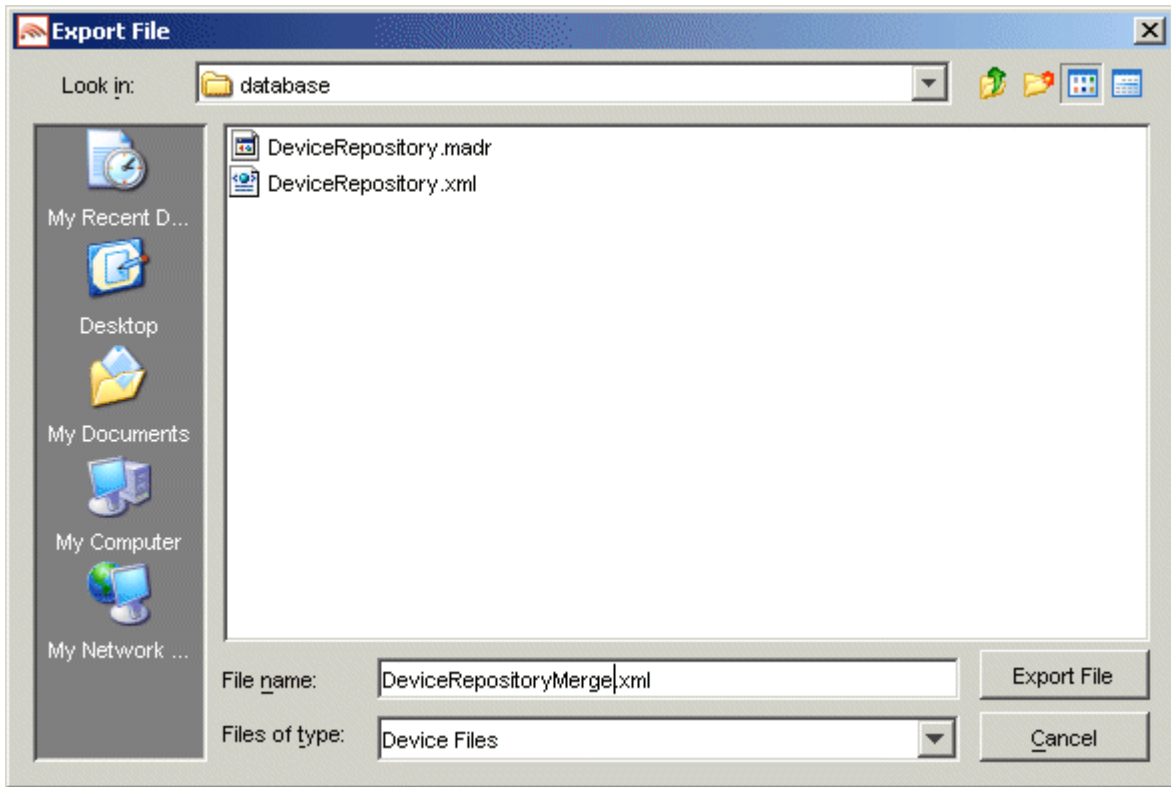 Export File
Look in:
database
DeviceRepository.madr
DeviceRepository.xml
My Recent D...
Desktop
My Documents
My Computer
My Network ...
File name:
DeviceRepositoryMerge.xml
Export File
Files of type:
Device Files
Cancel